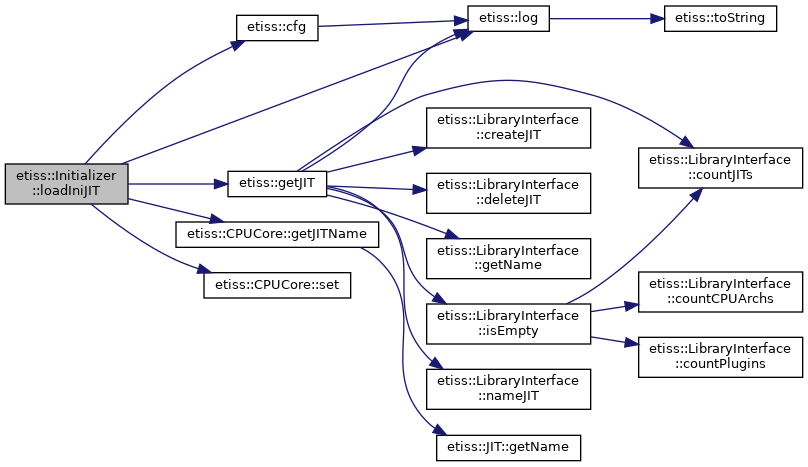 etiss::Initializer
::loadIniJIT
etiss::cfg
etiss::log
etiss::toString
etiss::getJIT
etiss::CPUCore::getJITName
etiss::CPUCore::set
etiss::LibraryInterface
::createJIT
etiss::LibraryInterface
::deleteJIT
etiss::LibraryInterface
::getName
etiss::LibraryInterface
::isEmpty
etiss::LibraryInterface
::nameJIT
etiss::JIT::getName
etiss::LibraryInterface
::countJITs
etiss::LibraryInterface
::countCPUArchs
etiss::LibraryInterface
::countPlugins